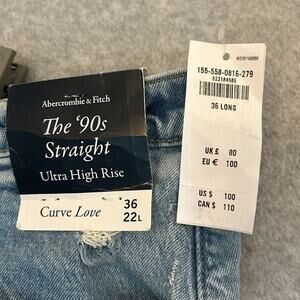 Abercrombie & Fitch
The '90s
Straight
Ultra High Rise
Curve Love
36
22L
155-558-0816-279
533184585
36 LONG
UK £ 80
EU € 100
US $ 100
CAN $ 110